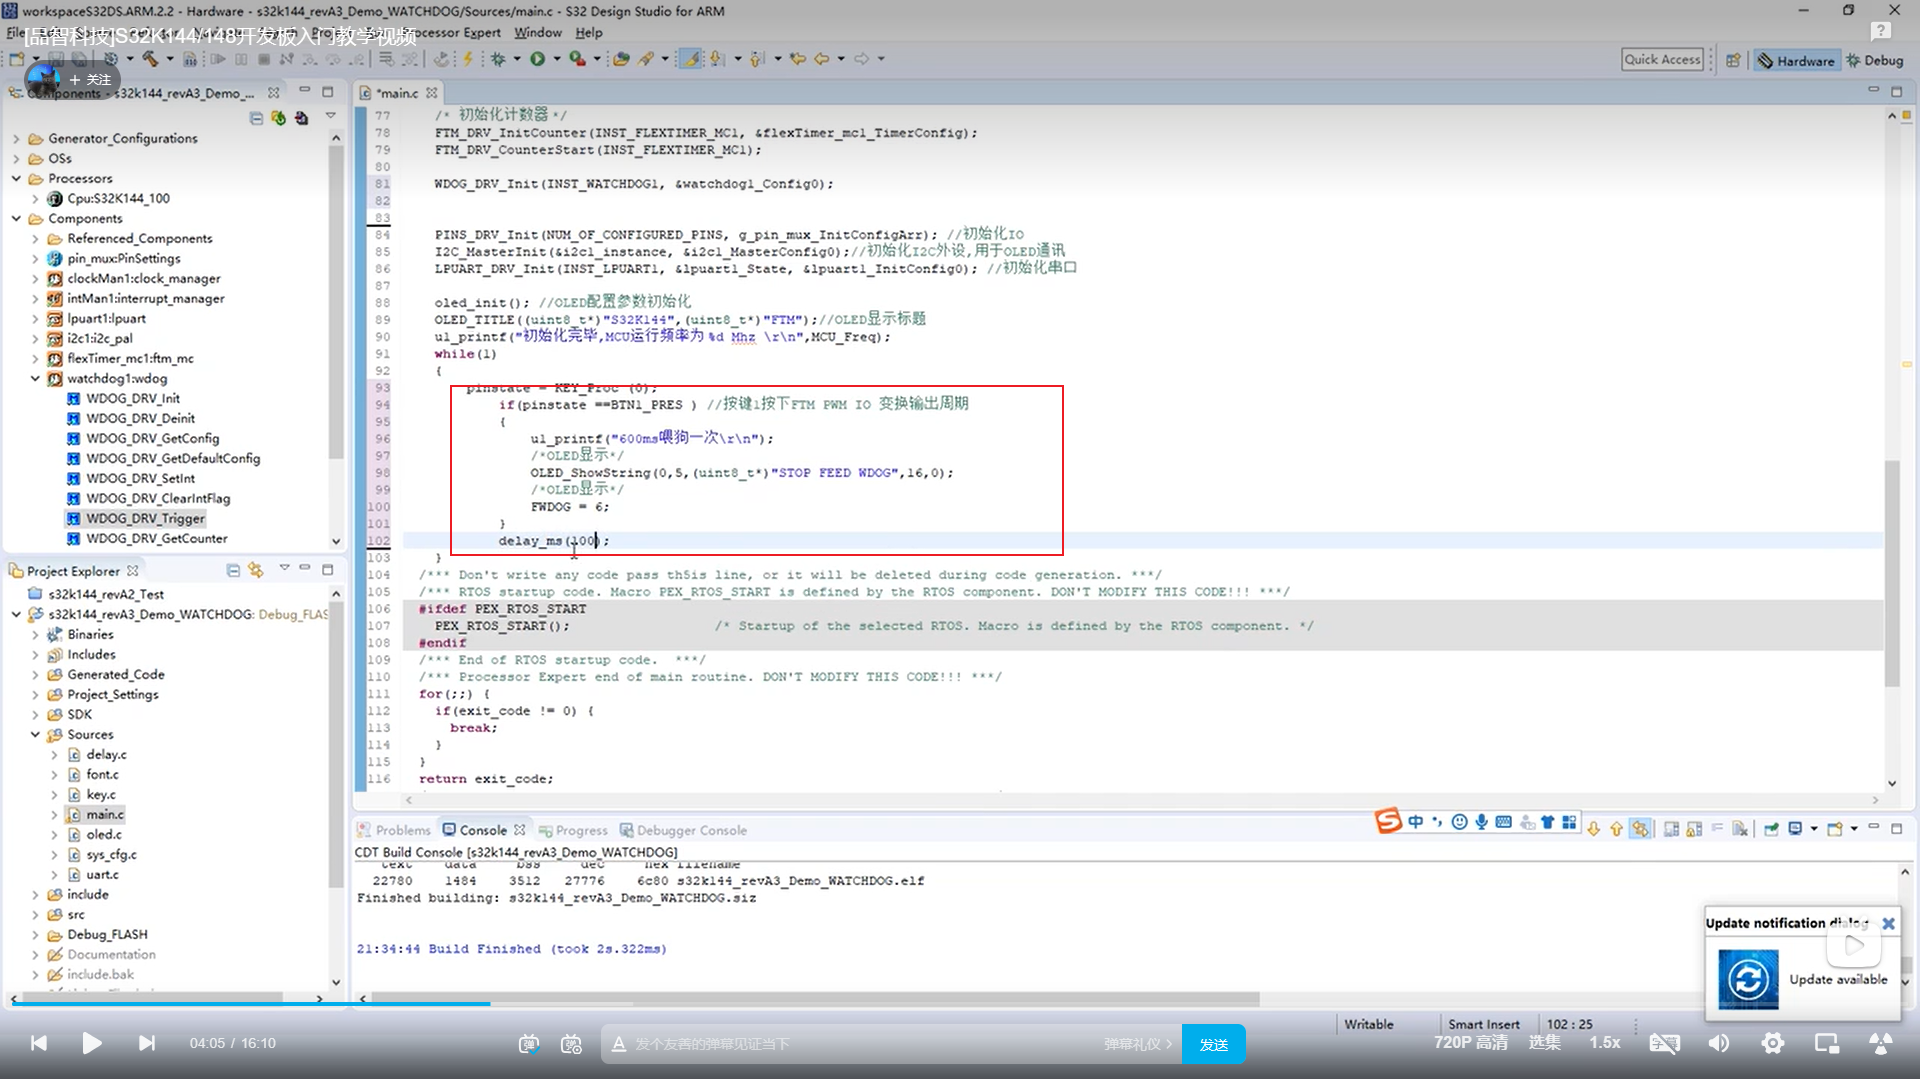 workspaceS32DS.ARM.2.2 - Hardware - s32k144_revA3_Demo_WATCHDOG/Sources/main.c - S32 Design Studio for ARM
[品智科技]S32K144/148开发板入门教学视频
Processor Expert Window Help
Quick Access
Hardware
Debug
+ 关注
Components - s32k144_revA3_Demo_...
*main.c
Generator_Configurations
OSs
Processors
Cpu:S32K144_100
Components
Referenced_Components
pin_mux:PinSettings
clockMan1:clock_manager
intMan1:interrupt_manager
lpuart1:lpuart
i2c1:i2c_pal
flexTimer_mc1:ftm_mc
watchdog1:wdog
WDOG_DRV_Init
WDOG_DRV_Deinit
WDOG_DRV_GetConfig
WDOG_DRV_GetDefaultConfig
WDOG_DRV_SetInt
WDOG_DRV_ClearIntFlag
WDOG_DRV_Trigger
WDOG_DRV_GetCounter
77 /* 初始化计数器 */
78 FTM_DRV_InitCounter(INST_FLEXTIMER_MC1, &flexTimer_mc1_TimerConfig);
79 FTM_DRV_CounterStart(INST_FLEXTIMER_MC1);
80
81 WDOG_DRV_Init(INST_WATCHDOG1, &watchdog1_Config0);
82
83
84 PINS_DRV_Init(NUM_OF_CONFIGURED_PINS, g_pin_mux_InitConfigArr); //初始化IO
85 I2C_MasterInit(&i2c1_instance, &i2c1_MasterConfig0);//初始化I2C外设,用于OLED通讯
86 LPUART_DRV_Init(INST_LPUART1, &lpuart1_State, &lpuart1_InitConfig0); //初始化串口
87
88 oled_init(); //OLED配置参数初始化
89 OLED_TITLE((uint8_t*)"S32K144",(uint8_t*)"FTM");//OLED显示标题
90 u1_printf("初始化完毕,MCU运行频率为 %d Mhz \r\n",MCU_Freq);
91 while(1)
92 {
93 pinstate = KEY_Proc (0);
94 if(pinstate ==BTN1_PRES ) //按键1按下FTM PWM IO 变换输出周期
95 {
96 u1_printf("600ms喂狗一次\r\n");
97 /*OLED显示*/
98 OLED_ShowString(0,5,(uint8_t*)"STOP FEED WDOG",16,0);
99 /*OLED显示*/
100 FWDOG = 6;
101 }
102 delay_ms(100);
103 }
104 /*** Don't write any code pass th5is line, or it will be deleted during code generation. ***/
105 /*** RTOS startup code. Macro PEX_RTOS_START is defined by the RTOS component. DON'T MODIFY THIS CODE!!! ***/
106 #ifdef PEX_RTOS_START
107 PEX_RTOS_START(); /* Startup of the selected RTOS. Macro is defined by the RTOS component. */
108 #endif
109 /*** End of RTOS startup code. ***/
110 /*** Processor Expert end of main routine. DON'T MODIFY THIS CODE!!! ***/
111 for(;;) {
112 if(exit_code != 0) {
113 break;
114 }
115 }
116 return exit_code;
Project Explorer
s32k144_revA2_Test
s32k144_revA3_Demo_WATCHDOG: Debug_FLAS
Binaries
Includes
Generated_Code
Project_Settings
SDK
Sources
delay.c
font.c
key.c
main.c
oled.c
sys_cfg.c
uart.c
include
src
Debug_FLASH
Documentation
include.bak
Problems Console Progress Debugger Console
中
CDT Build Console [s32k144_revA3_Demo_WATCHDOG]
text data bss dec hex filename
22780 1484 3512 27776 6c80 s32k144_revA3_Demo_WATCHDOG.elf
Finished building: s32k144_revA3_Demo_WATCHDOG.siz
21:34:44 Build Finished (took 2s.322ms)
Update notification dialog
Update available
Writable Smart Insert 102 : 25
04:05 / 16:10
弹 弹
发个友善的弹幕见证当下
弹幕礼仪
发送
720P 高清 选集 1.5x 字幕